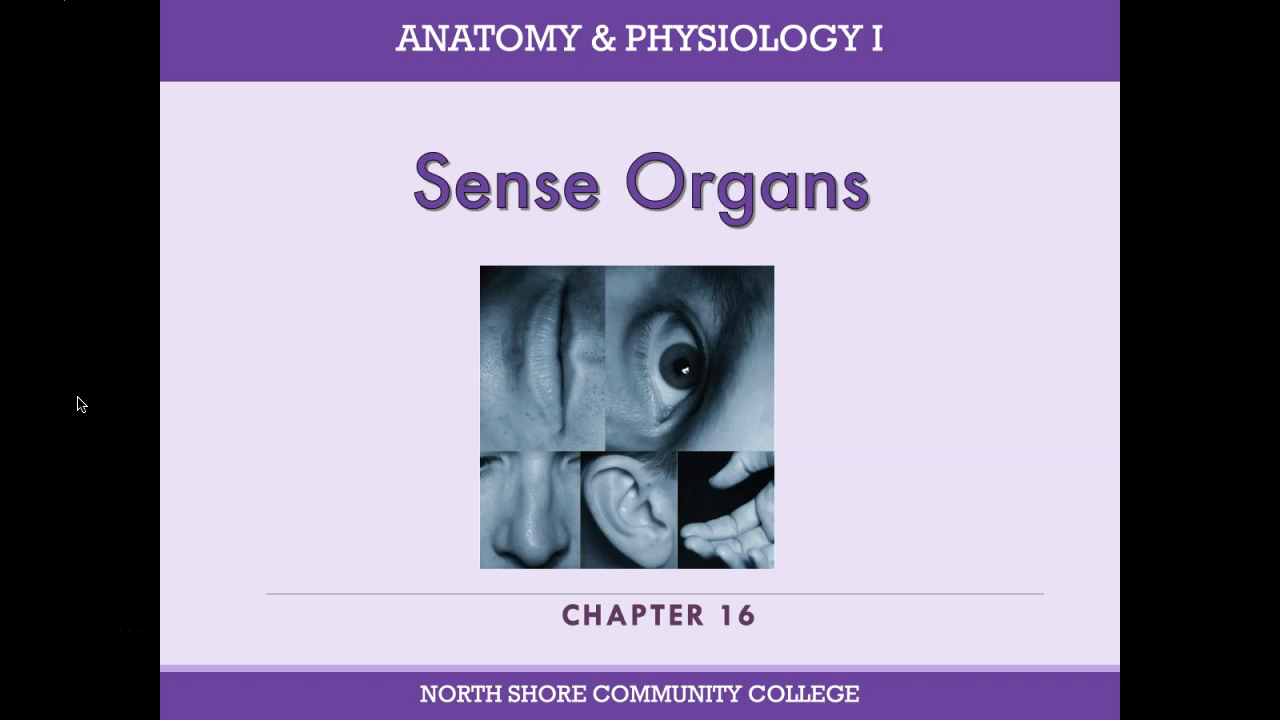 ANATOMY & PHYSIOLOGY I
Sense Organs
CHAPTER 16
NORTH SHORE COMMUNITY COLLEGE